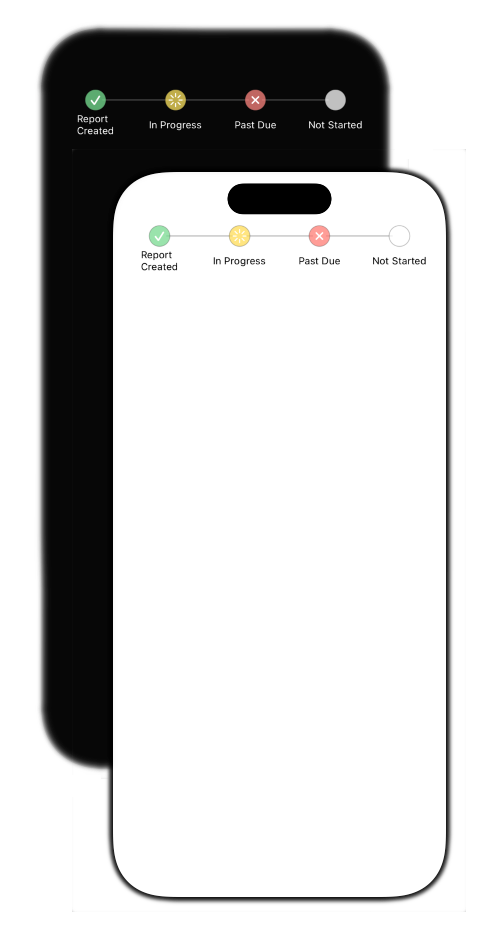 Report
Created
In Progress
Past Due
Not Started
Report
Created
In Progress
Past Due
Not Started